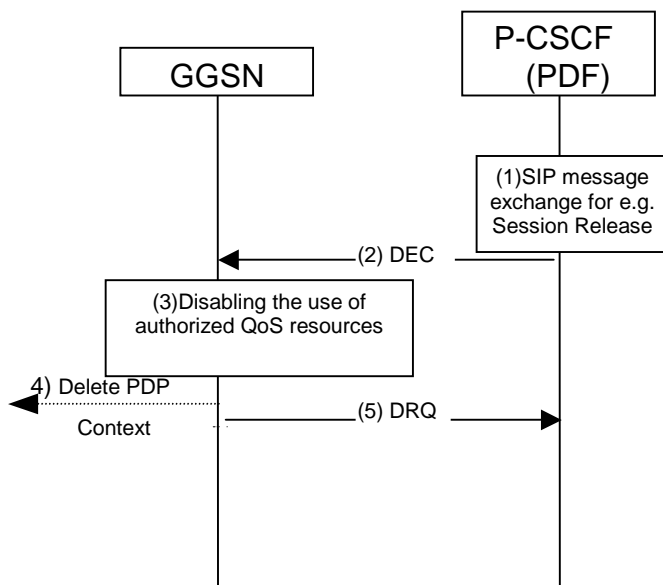 GGSN
P-CSCF
(PDF)
(1)SIP message
exchange for e.g.
Session Release
(2) DEC
(3)Disabling the use of
authorized QoS resources
4) Delete PDP
Context
(5) DRQ